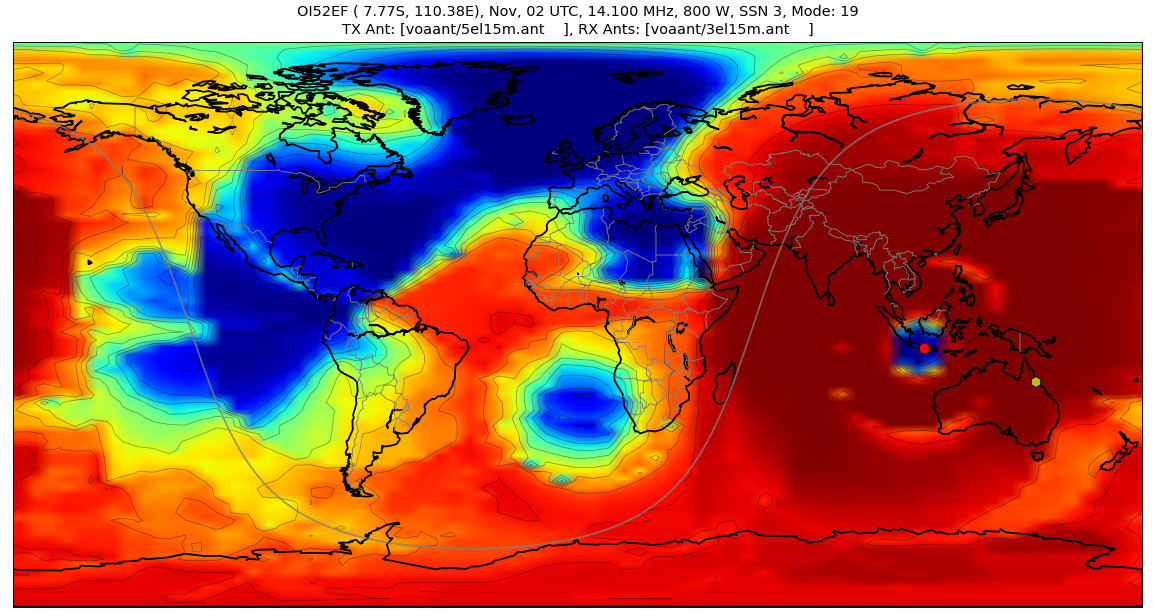 OI52EF ( 7.77S, 110.38E), Nov, 02 UTC, 14.100 MHz, 800 W, SSN 3, Mode: 19
TX Ant: [voaant/5el15m.ant    ], RX Ants: [voaant/3el15m.ant    ]